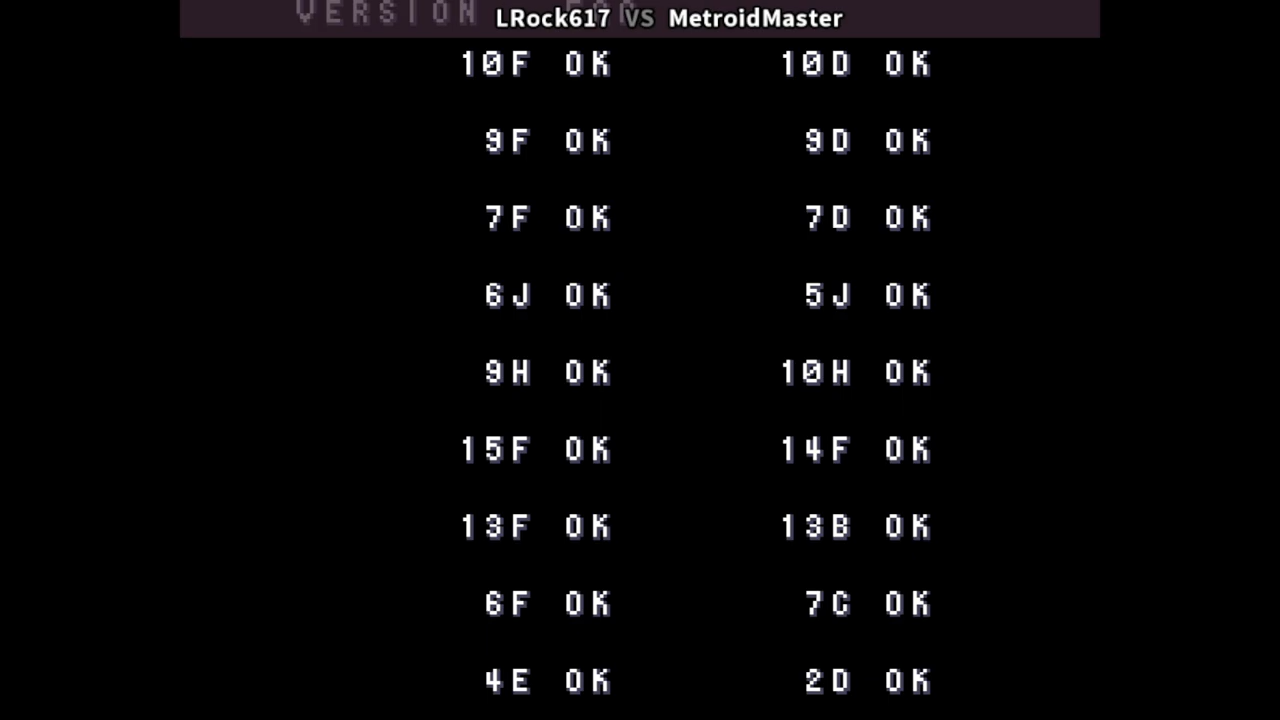 VERSION
LRock617 VS MetroidMaster
10F OK 10D OK
9F OK 9D OK
7F OK 7D OK
6J OK 5J OK
9H OK 10H OK
15F OK 14F OK
13F OK 13B OK
6F OK 7C OK
4E OK 2D OK